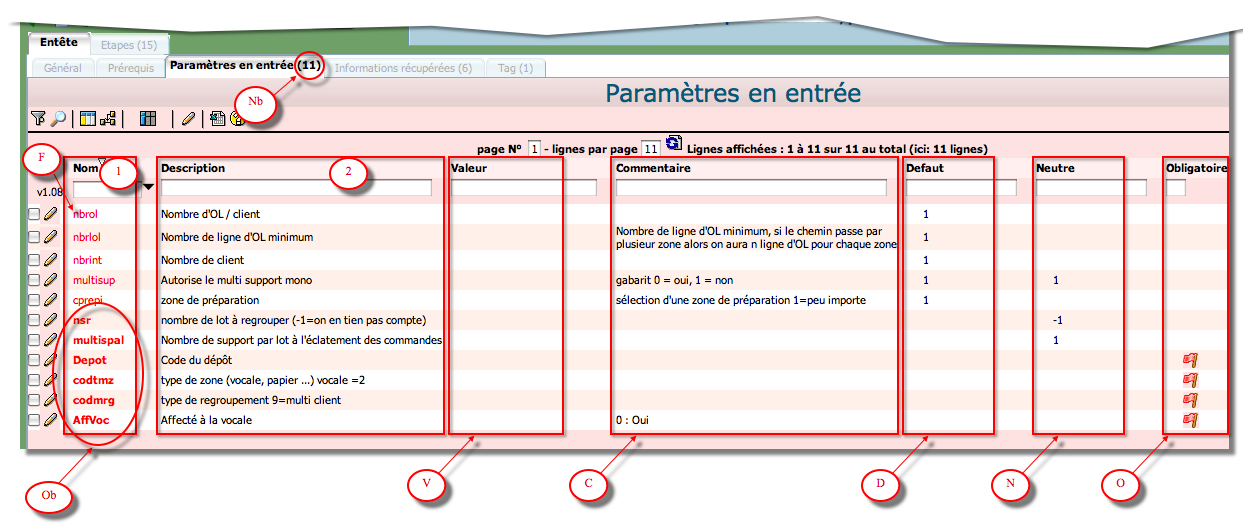 Entête Etapes (15)
Général Prérequis Paramètres en entrée (11) Informations récupérées (6) Tag (1)
Paramètres en entrée
Nb
page N° 1 - lignes par page 11 Lignes affichées : 1 à 11 sur 11 au total (ici: 11 lignes)
F
Nom 1 Description 2 Valeur Commentaire Defaut Neutre Obligatoire
v1.08
nbrol Nombre d'OL / client 1
nbrlol Nombre de ligne d'OL minimum Nombre de ligne d'OL minimum, si le chemin passe par 1
plusieur zone alors on aura n ligne d'OL pour chaque zone
nbrint Nombre de client 1
multisup Autorise le multi support mono gabarit 0 = oui, 1 = non 1 1
cprepi zone de préparation sélection d'une zone de préparation 1=peu importe 1
nsr nombre de lot à regrouper (-1=on en tien pas compte) -1
multispal Nombre de support par lot à l'éclatement des commandes 1
Depot Code du dépôt
codtmz type de zone (vocale, papier ...) vocale =2
codmrg type de regroupement 9=multi client
AffVoc Affecté à la vocale 0 : Oui
Ob V C D N O